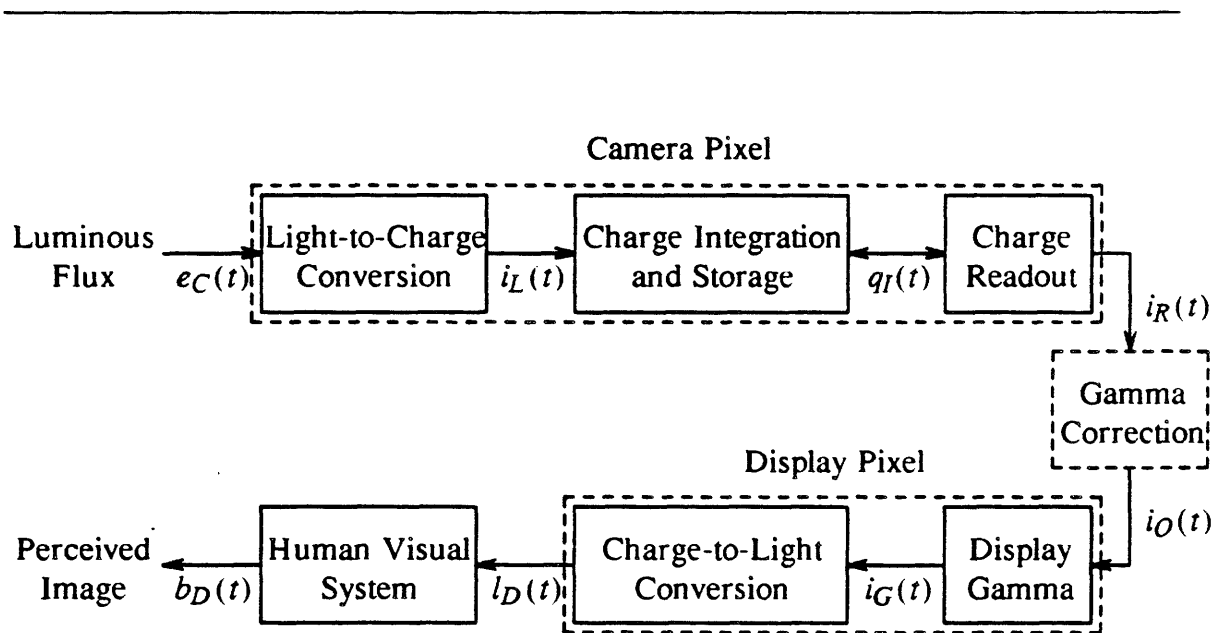 Camera Pixel
Luminous
Flux
e_C(t)
Light-to-Charge
Conversion
i_L(t)
Charge Integration
and Storage
q_I(t)
Charge
Readout
i_R(t)
Gamma
Correction
i_O(t)
Display Pixel
Display
Gamma
i_G(t)
Charge-to-Light
Conversion
l_D(t)
Human Visual
System
b_D(t)
Perceived
Image